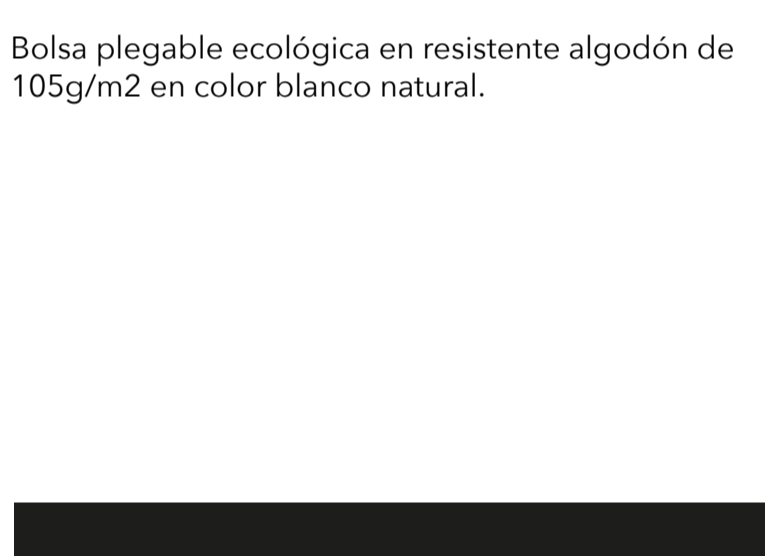 Bolsa plegable ecológica en resistente algodón de
105g/m2 en color blanco natural.